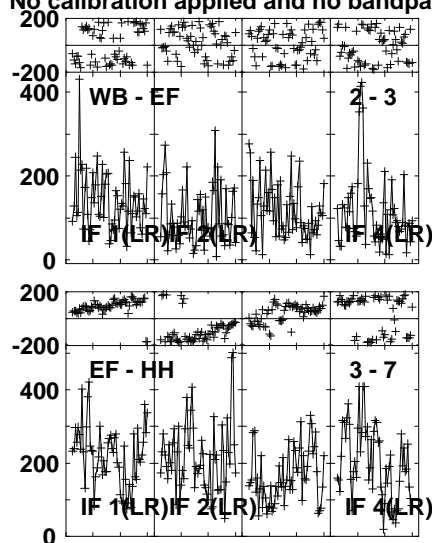 No calibration applied and no bandpa
200
-200
400
WB - EF
2 - 3
200
IF 1(LR)
IF 2(LR)
IF 4(LR)
0
200
-200
EF - HH
3 - 7
400
200
IF 1(LR)
IF 2(LR)
IF 4(LR)
0